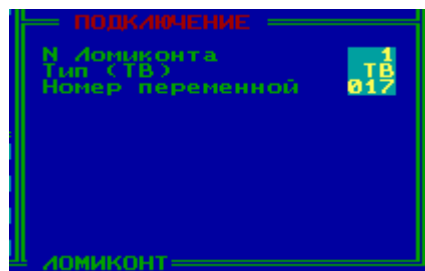 ПОДКЛЮЧЕНИЕ
N Ломиконта 1
Тип (ТВ) ТВ
Номер переменной 017
ЛОМИКОНТ